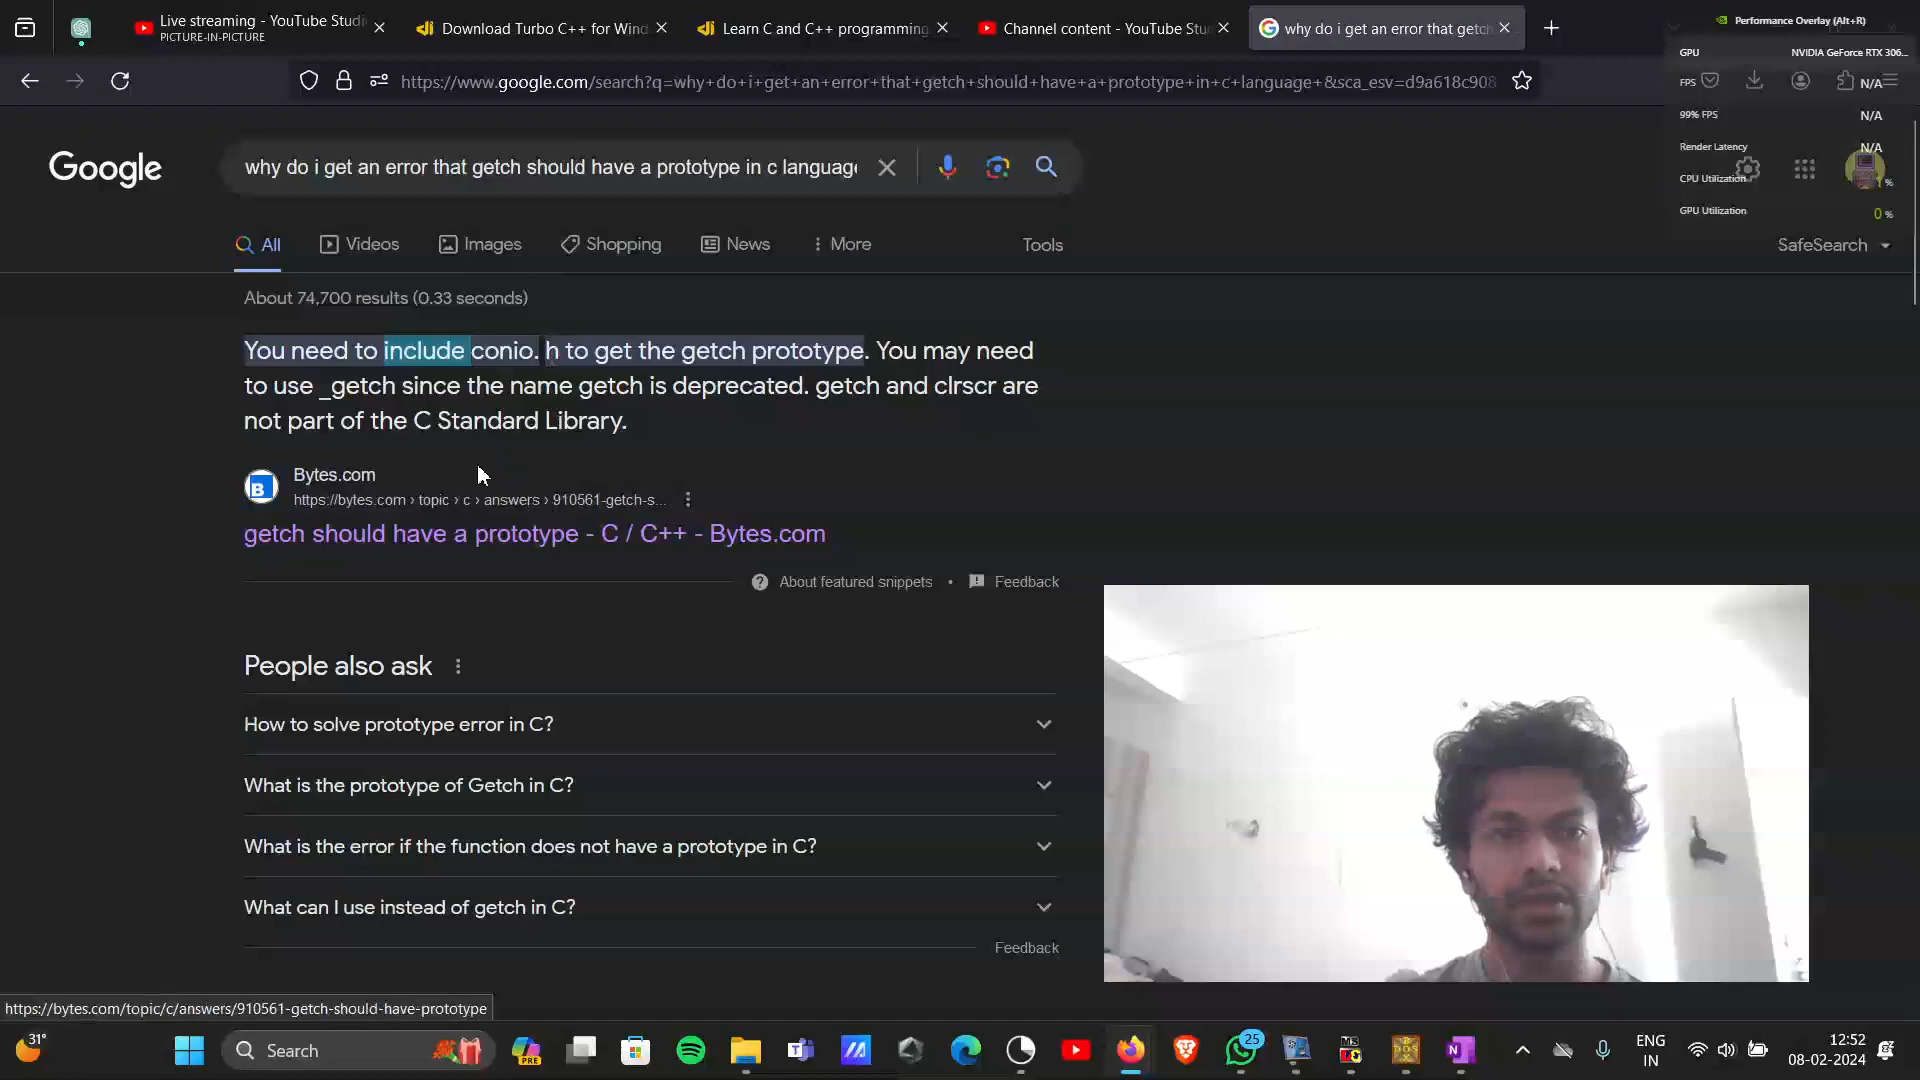 Live streaming - YouTube Studi
PICTURE-IN-PICTURE
Download Turbo C++ for Wind
Learn C and C++ programming
Channel content - YouTube Stu
why do i get an error that getch
Performance Overlay (Alt+R)
GPU NVIDIA GeForce RTX 306...
https://www.google.com/search?q=why+do+i+get+an+error+that+getch+should+have+a+prototype+in+c+language+&sca_esv=d9a618c908
FPS N/A
99% FPS N/A
Render Latency N/A
CPU Utilization %
GPU Utilization 0 %
Google
why do i get an error that getch should have a prototype in c language
All
Videos
Images
Shopping
News
More
Tools
SafeSearch
About 74,700 results (0.33 seconds)
You need to include conio. h to get the getch prototype. You may need
to use _getch since the name getch is deprecated. getch and clrscr are
not part of the C Standard Library.
B
Bytes.com
https://bytes.com › topic › c › answers › 910561-getch-s...
getch should have a prototype - C / C++ - Bytes.com
About featured snippets • Feedback
People also ask
How to solve prototype error in C?
What is the prototype of Getch in C?
What is the error if the function does not have a prototype in C?
What can I use instead of getch in C?
Feedback
https://bytes.com/topic/c/answers/910561-getch-should-have-prototype
31°
Search
PRE
25
ENG
IN
12:52
08-02-2024